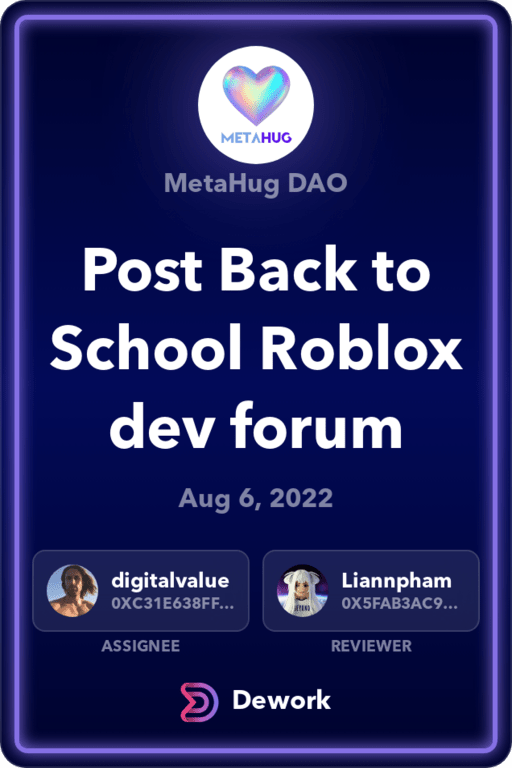 METAHUG
MetaHug DAO
Post Back to
School Roblox
dev forum
Aug 6, 2022
digitalvalue
0XC31E638FF...
Liannpham
0X5FAB3AC9...
ASSIGNEE
REVIEWER
Dework